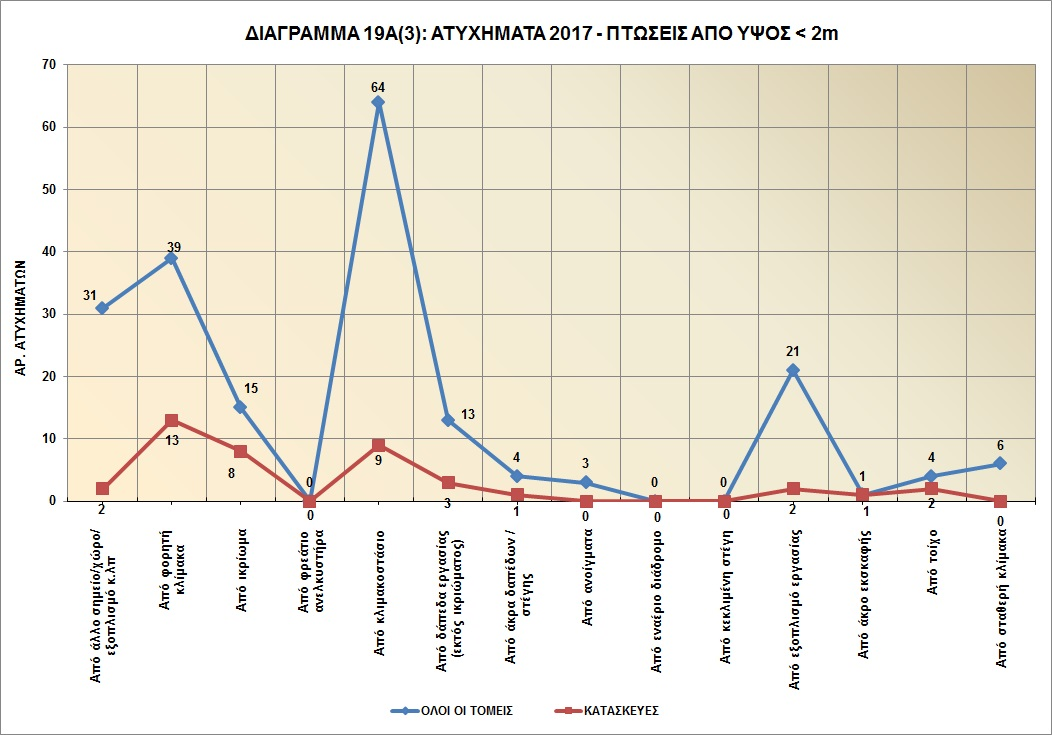 ΔΙΑΓΡΑΜΜΑ 19Α(3): ΑΤΥΧΗΜΑΤΑ 2017 - ΠΤΩΣΕΙΣ ΑΠΟ ΥΨΟΣ < 2m
ΑΡ. ΑΤΥΧΗΜΑΤΩΝ
70
60
50
40
30
20
10
0
31
39
15
0
64
13
4
3
0
0
21
1
4
6
2
13
8
0
9
3
1
0
0
0
2
1
2
0
Από άλλο σημείο/χώρο/
εξοπλισμό κ.λπ
Από φορητή
κλίμακα
Από ικρίωμα
Από φρεάτιο
ανελκυστήρα
Από κλιμακοστάσιο
Από δάπεδα εργασίας
(εκτός ικριώματος)
Από άκρα δαπέδων /
στέγης
Από ανοίγματα
Από εναέριο διάδρομο
Από κεκλιμένη στέγη
Από εξοπλισμό εργασίας
Από άκρο εκσκαφής
Από τοίχο
Από σταθερή κλίμακα
ΟΛΟΙ ΟΙ ΤΟΜΕΙΣ
ΚΑΤΑΣΚΕΥΕΣ